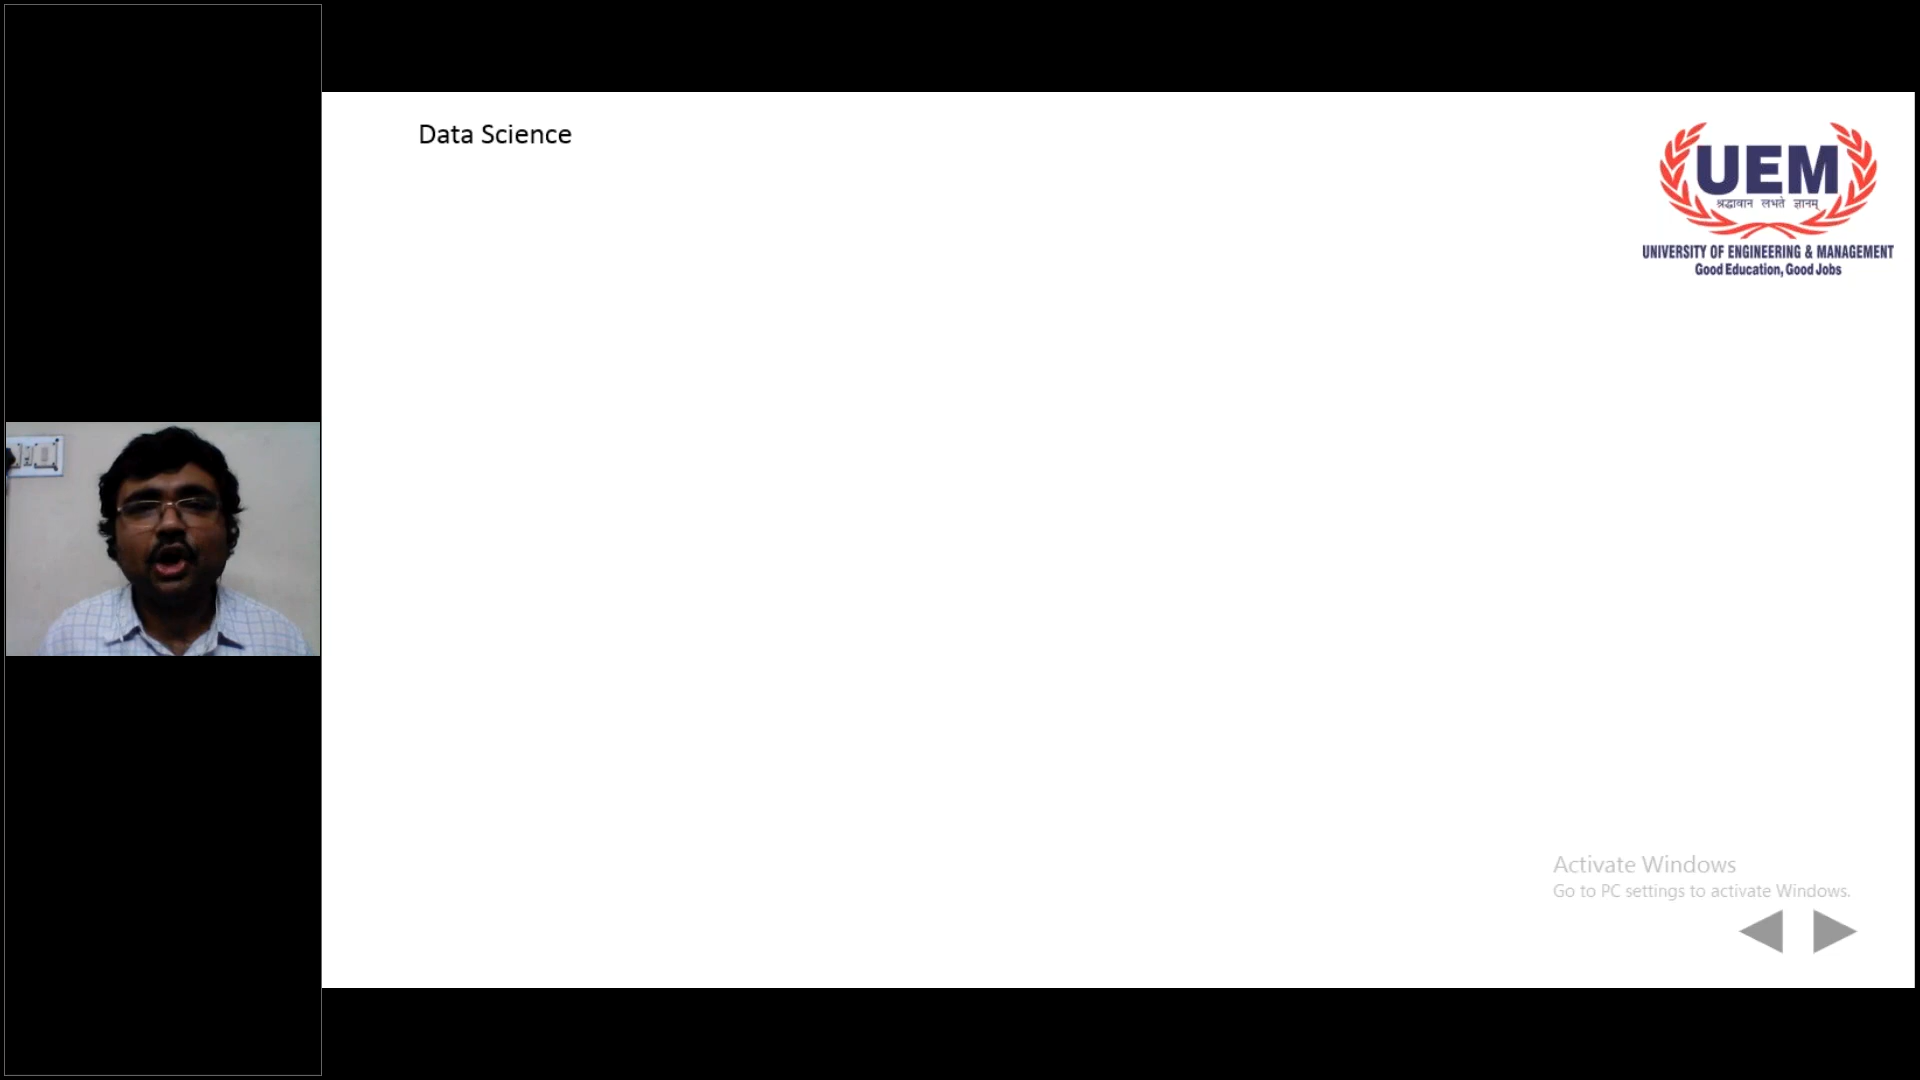 Data Science
UEM
श्रद्धावान लभते ज्ञानम्
UNIVERSITY OF ENGINEERING & MANAGEMENT
Good Education, Good Jobs
Activate Windows
Go to PC settings to activate Windows.